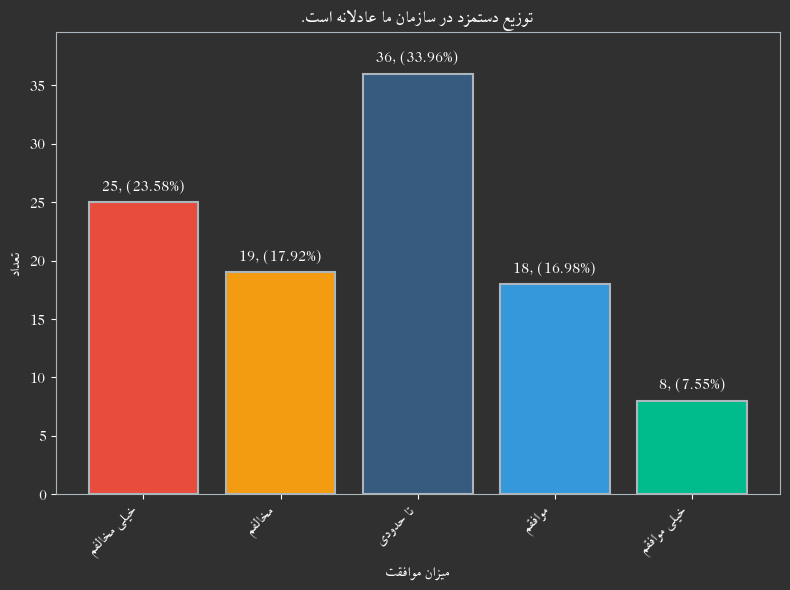 توزیع دستمزد در سازمان ما عادلانه است.
36, (33.96%)
25, (23.58%)
19, (17.92%)
18, (16.98%)
8, (7.55%)
تعداد
35
30
25
20
15
10
5
0
خیلی مخالفم
مخالفم
تا حدودی
موافقم
خیلی موافقم
میزان موافقت